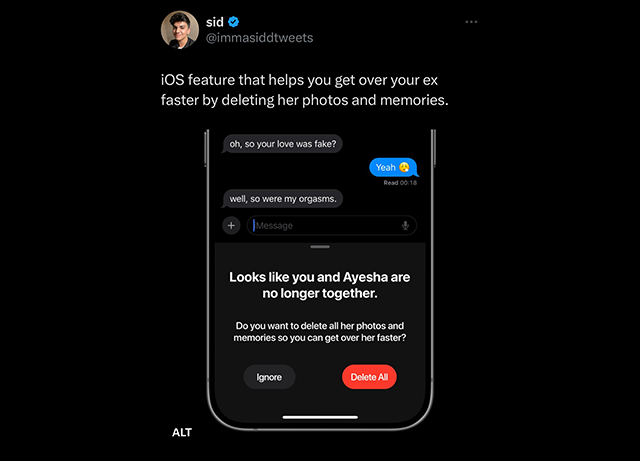 sid
@immasiddtweets
iOS feature that helps you get over your ex
faster by deleting her photos and memories.
oh, so your love was fake?
Yeah 🥱
Read 00:18
well, so were my orgasms.
Message
Looks like you and Ayesha are
no longer together.
Do you want to delete all her photos and
memories so you can get over her faster?
Ignore
Delete All
ALT